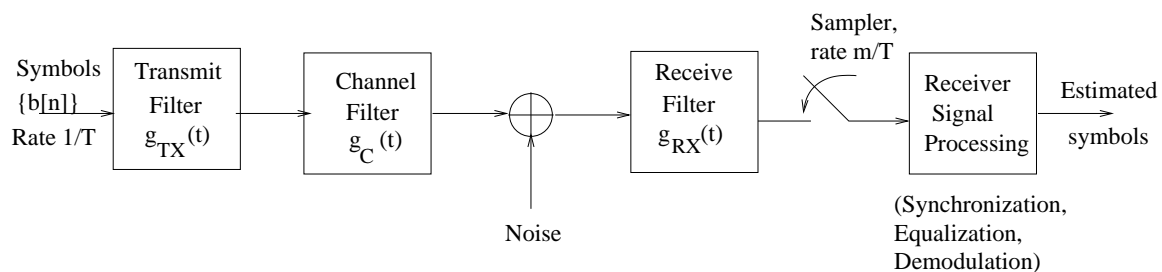 Symbols
{b[n]}
Rate 1/T
Transmit
Filter
g_TX(t)
Channel
Filter
g_C (t)
Noise
Receive
Filter
g_RX(t)
Sampler,
rate m/T
Receiver
Signal
Processing
(Synchronization,
Equalization,
Demodulation)
Estimated
symbols